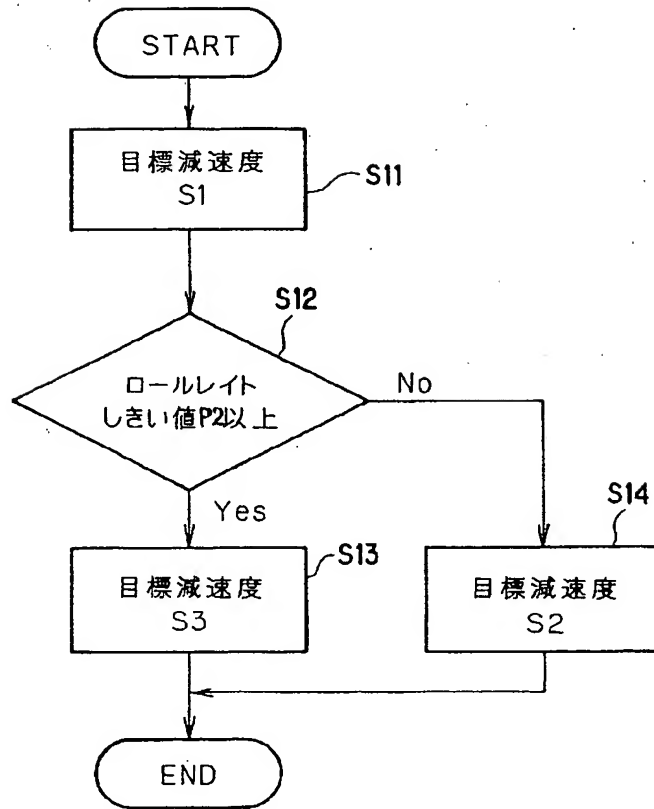 START
目標減速度
S1
S11
S12
ロールレイト
しきい値P2以上
No
Yes
S14
S13
目標減速度
S3
目標減速度
S2
END